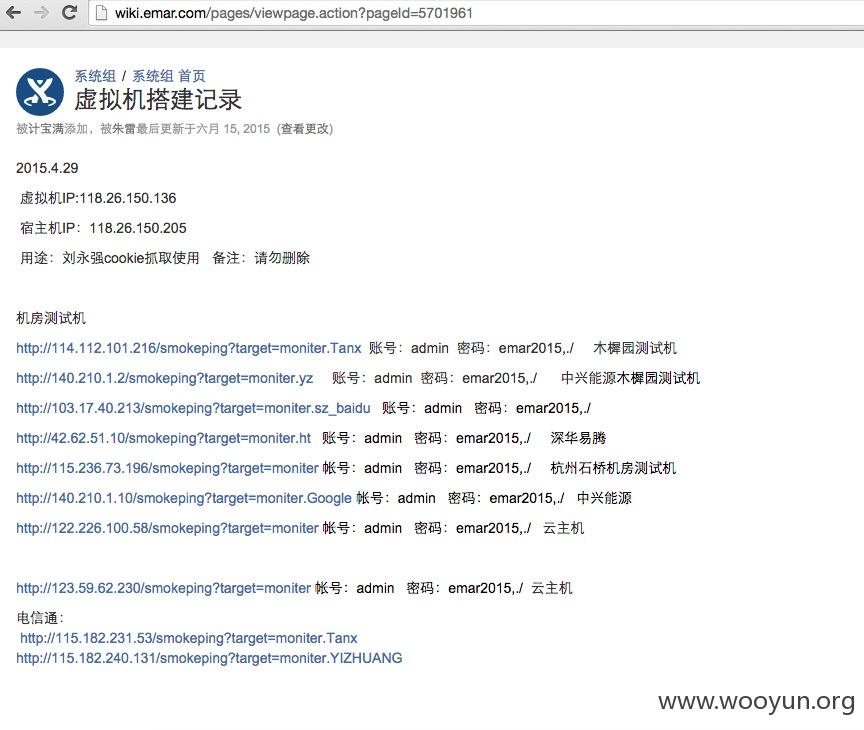 wiki.emar.com/pages/viewpage.action?pageId=5701961
系统组 / 系统组 首页
虚拟机搭建记录
被计宝满添加，被朱雷最后更新于六月 15, 2015 (查看更改)
2015.4.29
虚拟机IP:118.26.150.136
宿主机IP：118.26.150.205
用途：刘永强cookie抓取使用 备注：请勿删除
机房测试机
http://114.112.101.216/smokeping?target=moniter.Tanx 账号：admin 密码：emar2015,./ 木樨园测试机
http://140.210.1.2/smokeping?target=moniter.yz 账号：admin 密码：emar2015,./ 中兴能源木樨园测试机
http://103.17.40.213/smokeping?target=moniter.sz_baidu 账号：admin 密码：emar2015,./
http://42.62.51.10/smokeping?target=moniter.ht 账号：admin 密码：emar2015,./ 深华易腾
http://115.236.73.196/smokeping?target=moniter 帐号：admin 密码：emar2015,./ 杭州石桥机房测试机
http://140.210.1.10/smokeping?target=moniter.Google 帐号：admin 密码：emar2015,./ 中兴能源
http://122.226.100.58/smokeping?target=moniter 帐号：admin 密码：emar2015,./ 云主机
http://123.59.62.230/smokeping?target=moniter 帐号：admin 密码：emar2015,./ 云主机
电信通：
http://115.182.231.53/smokeping?target=moniter.Tanx
http://115.182.240.131/smokeping?target=moniter.YIZHUANG
www.wooyun.org